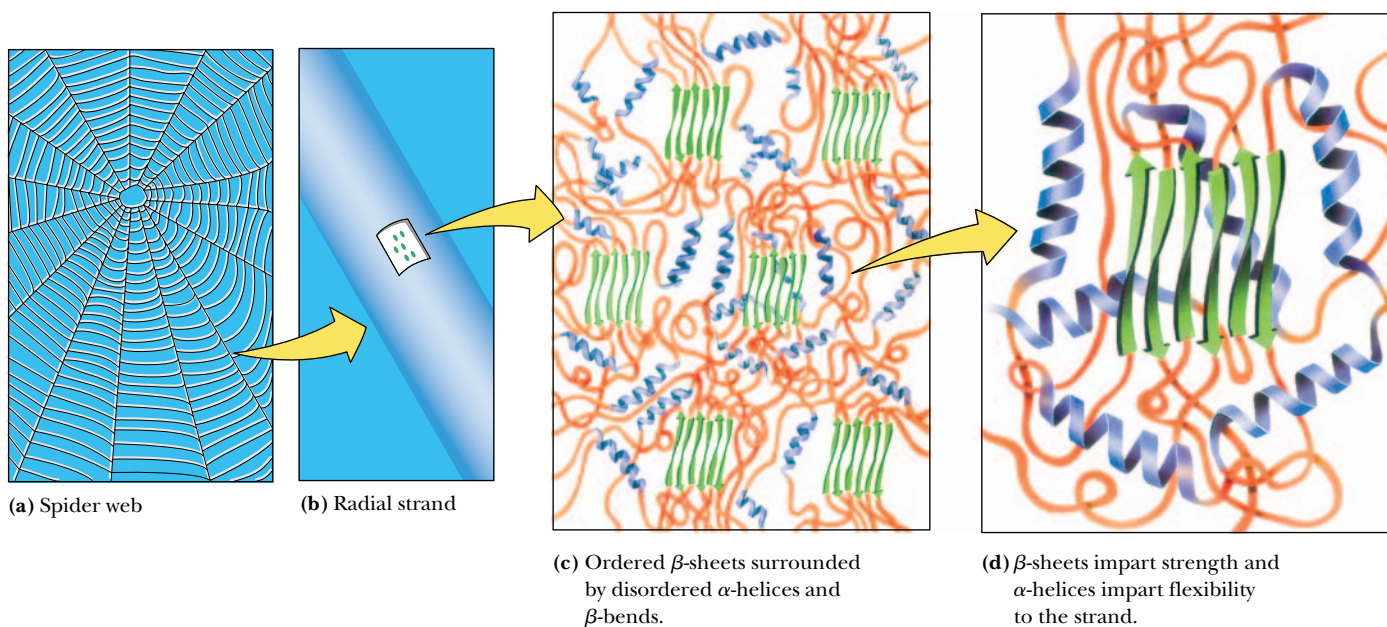 (a) Spider web
(b) Radial strand
(c) Ordered β-sheets surrounded
by disordered α-helices and
β-bends.
(d) β-sheets impart strength and
α-helices impart flexibility
to the strand.